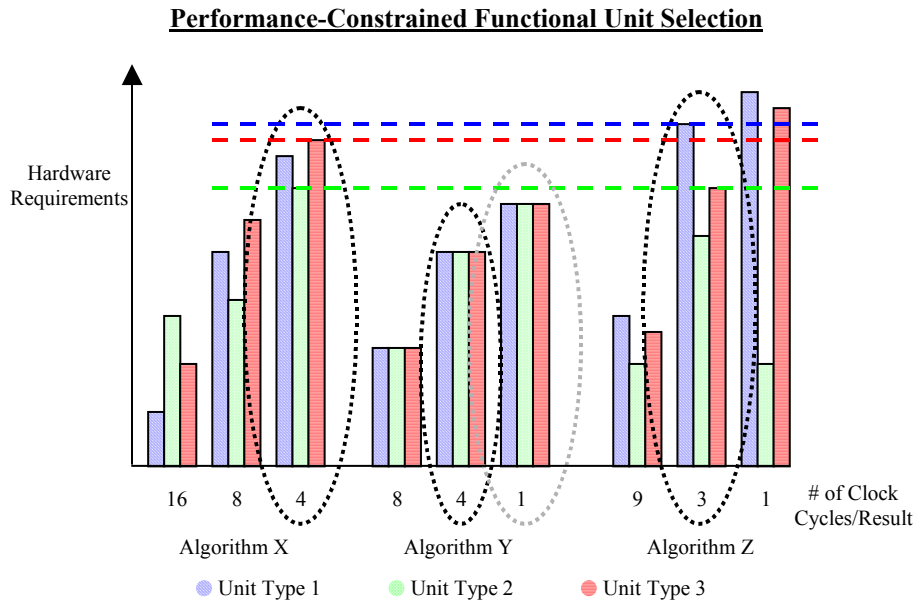 Performance-Constrained Functional Unit Selection
Hardware
Requirements
16 8 4 8 4 1 9 3 1
# of Clock
Cycles/Result
Algorithm X Algorithm Y Algorithm Z
Unit Type 1 Unit Type 2 Unit Type 3